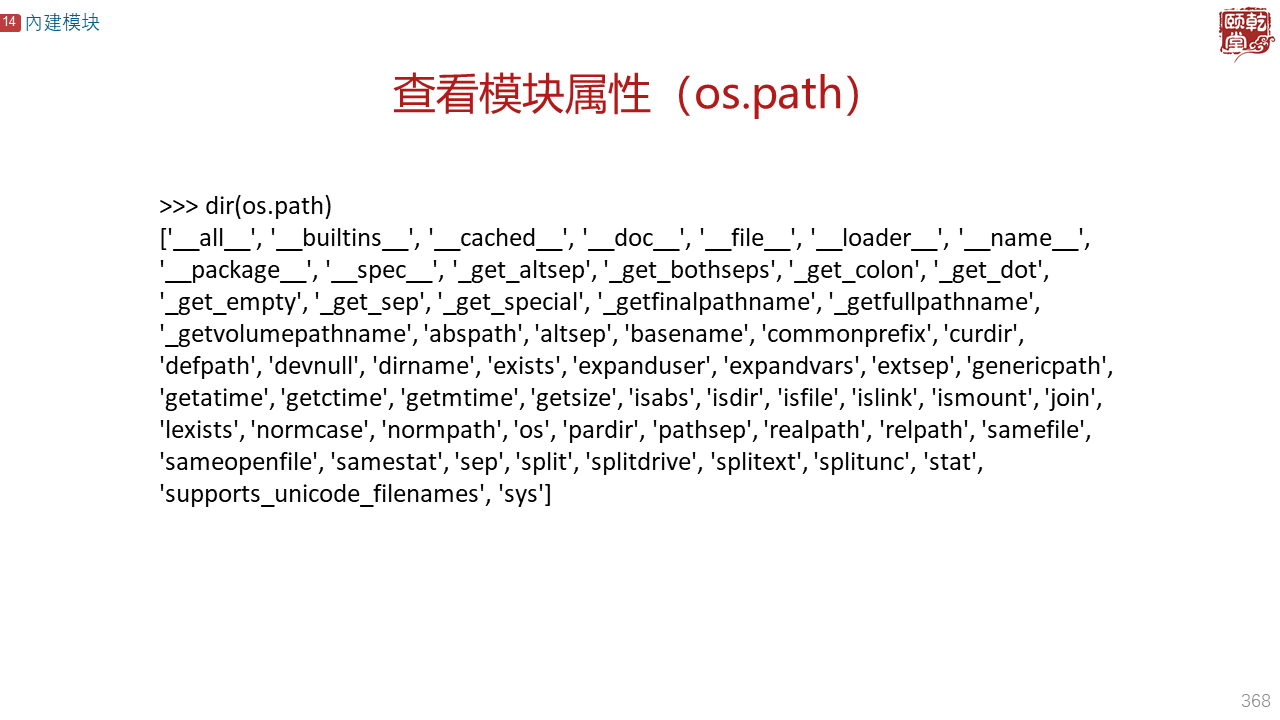 14 內建模块
颐乾堂
查看模块属性（os.path）
>>> dir(os.path)
['__all__', '__builtins__', '__cached__', '__doc__', '__file__', '__loader__', '__name__',
'__package__', '__spec__', '_get_altsep', '_get_bothseps', '_get_colon', '_get_dot',
'_get_empty', '_get_sep', '_get_special', '_getfinalpathname', '_getfullpathname',
'_getvolumepathname', 'abspath', 'altsep', 'basename', 'commonprefix', 'curdir',
'defpath', 'devnull', 'dirname', 'exists', 'expanduser', 'expandvars', 'extsep', 'genericpath',
'getatime', 'getctime', 'getmtime', 'getsize', 'isabs', 'isdir', 'isfile', 'islink', 'ismount', 'join',
'lexists', 'normcase', 'normpath', 'os', 'pardir', 'pathsep', 'realpath', 'relpath', 'samefile',
'sameopenfile', 'samestat', 'sep', 'split', 'splitdrive', 'splitext', 'splitunc', 'stat',
'supports_unicode_filenames', 'sys']
368